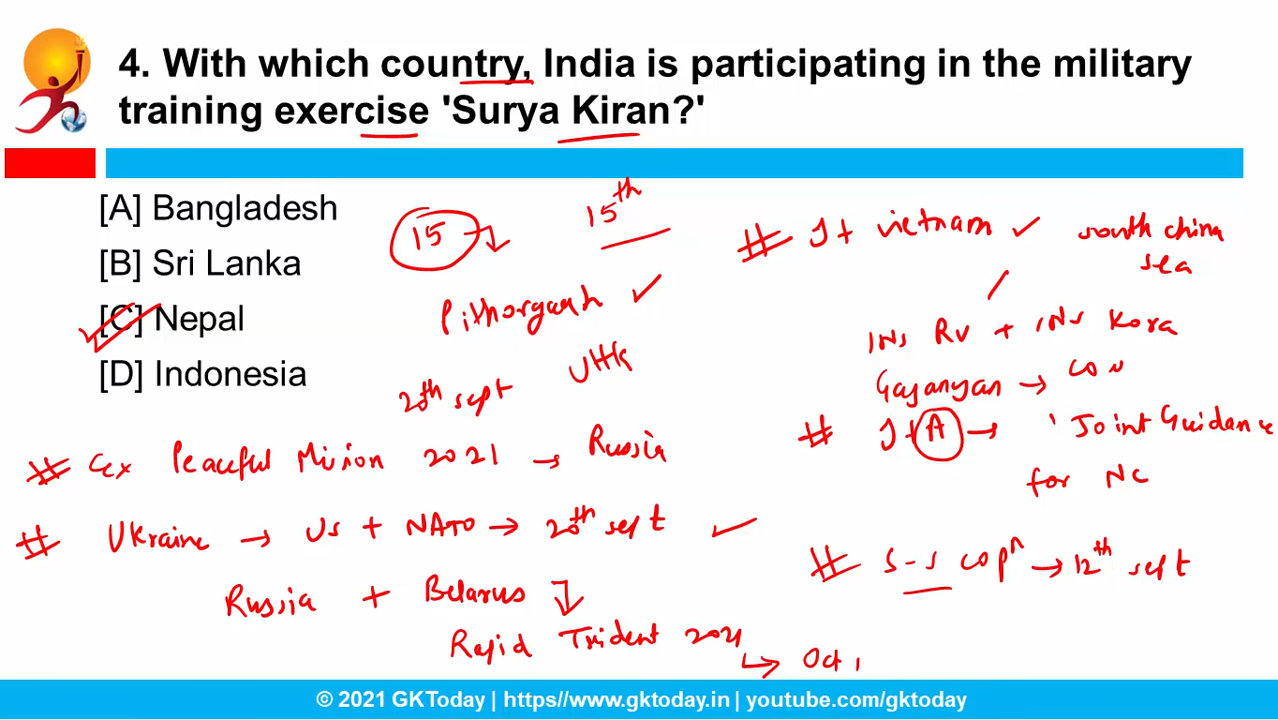 4. With which country, India is participating in the military
training exercise 'Surya Kiran?'
[A] Bangladesh
[B] Sri Lanka
[C] Nepal
[D] Indonesia
15
15th
Pithorgarh
UttK
20th sept
# Ex Peaceful Mission 2021 → Russia
# Ukraine → US + NATO → 20th sept
Russia + Belarus
Rapid Trident 2021
→ Oct 1
# I + Vietnam ✓ South china
sea
INS RV + INS Kora
Gaganyan →
# I + A → 'Joint Guidance
for NC
# S-S copn → 12th sept
© 2021 GKToday | https//www.gktoday.in | youtube.com/gktoday